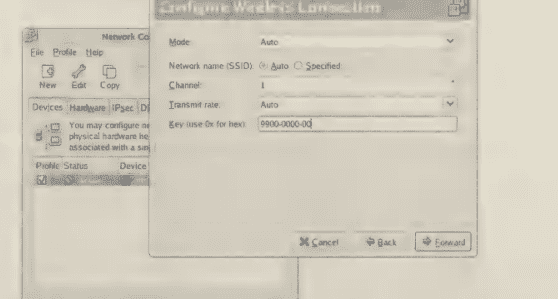 Configure Wireless Connection
Network Co
File Profile Help
New Edit Copy
Devices Hardware IPsec D
You may configure ne
physical hardware he
associated with a sin
Profile Status Device
Mode: Auto
Network name (SSID): Auto Specified
Channel: 1
Transmit rate: Auto
Key (use 0x for hex): 9900-0000-00
Cancel Back Forward